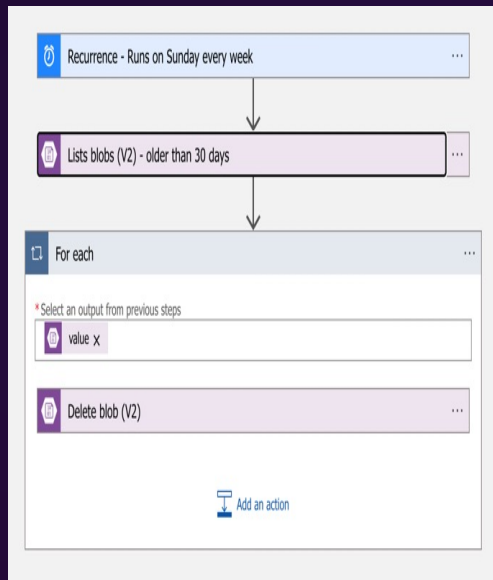 Recurrence - Runs on Sunday every week
Lists blobs (V2) - older than 30 days
For each
* Select an output from previous steps
value ×
Delete blob (V2)
Add an action